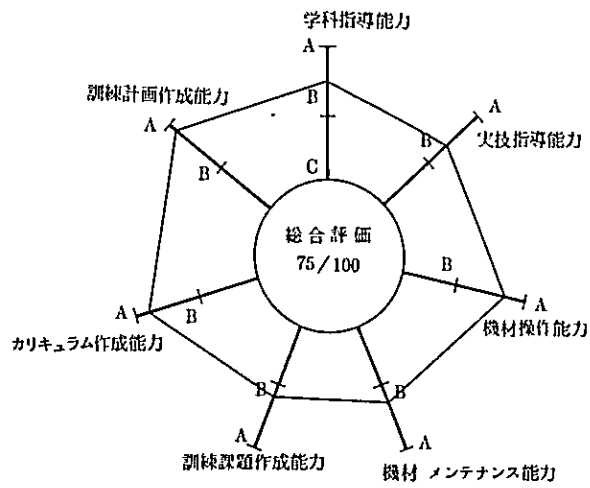 学科指導能力
A
B
C
訓練計画作成能力
A
B
A
実技指導能力
B
総合評価
75/100
B
A
機材操作能力
A
B
カリキュラム作成能力
B
A
訓練課題作成能力
B
A
機材 メンテナンス能力